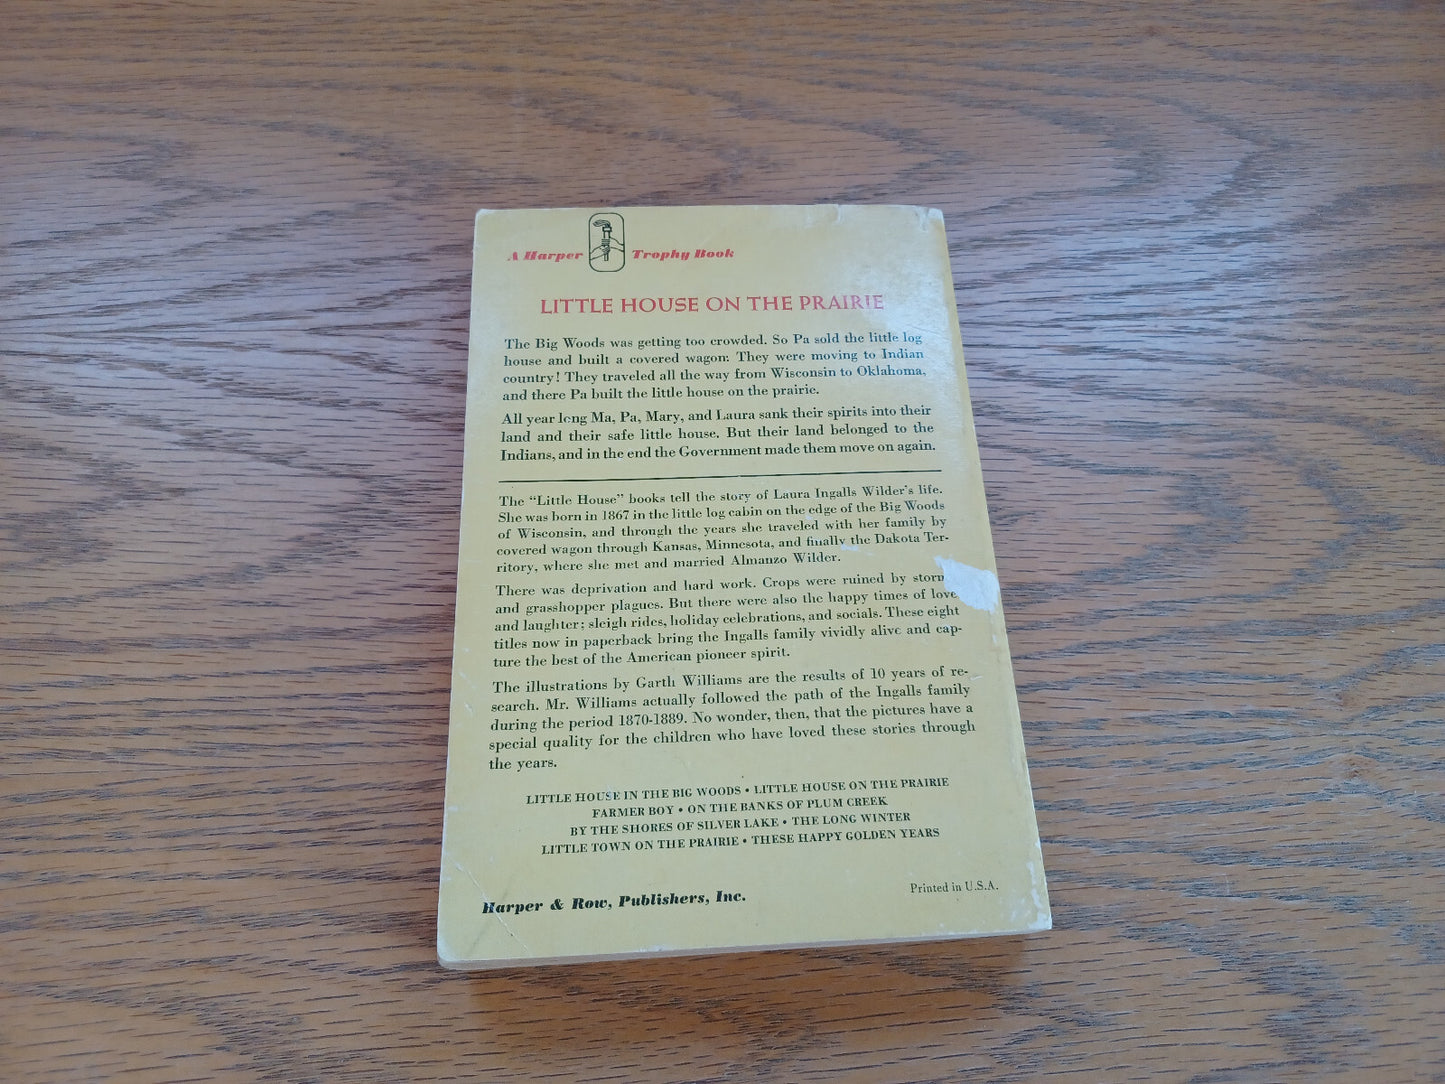 A Harper Trophy Book
LITTLE HOUSE ON THE PRAIRIE
The Big Woods was getting too crowded. So Pa sold the little log
house and built a covered wagon: They were moving to Indian
country! They traveled all the way from Wisconsin to Oklahoma,
and there Pa built the little house on the prairie.
All year long Ma, Pa, Mary, and Laura sank their spirits into their
land and their safe little house. But their land belonged to the
Indians, and in the end the Government made them move on again.
The "Little House" books tell the story of Laura Ingalls Wilder's life.
She was born in 1867 in the little log cabin on the edge of the Big Woods
of Wisconsin, and through the years she traveled with her family by
covered wagon through Kansas, Minnesota, and finally the Dakota Ter-
ritory, where she met and married Almanzo Wilder.
There was deprivation and hard work. Crops were ruined by storm
and grasshopper plagues. But there were also the happy times of love
and laughter; sleigh rides, holiday celebrations, and socials. These eight
titles now in paperback bring the Ingalls family vividly alive and cap-
ture the best of the American pioneer spirit.
The illustrations by Garth Williams are the results of 10 years of re-
search. Mr. Williams actually followed the path of the Ingalls family
during the period 1870-1889. No wonder, then, that the pictures have a
special quality for the children who have loved these stories through
the years.
LITTLE HOUSE IN THE BIG WOODS • LITTLE HOUSE ON THE PRAIRIE
FARMER BOY • ON THE BANKS OF PLUM CREEK
BY THE SHORES OF SILVER LAKE • THE LONG WINTER
LITTLE TOWN ON THE PRAIRIE • THESE HAPPY GOLDEN YEARS
Harper & Row, Publishers, Inc.
Printed in U.S.A.